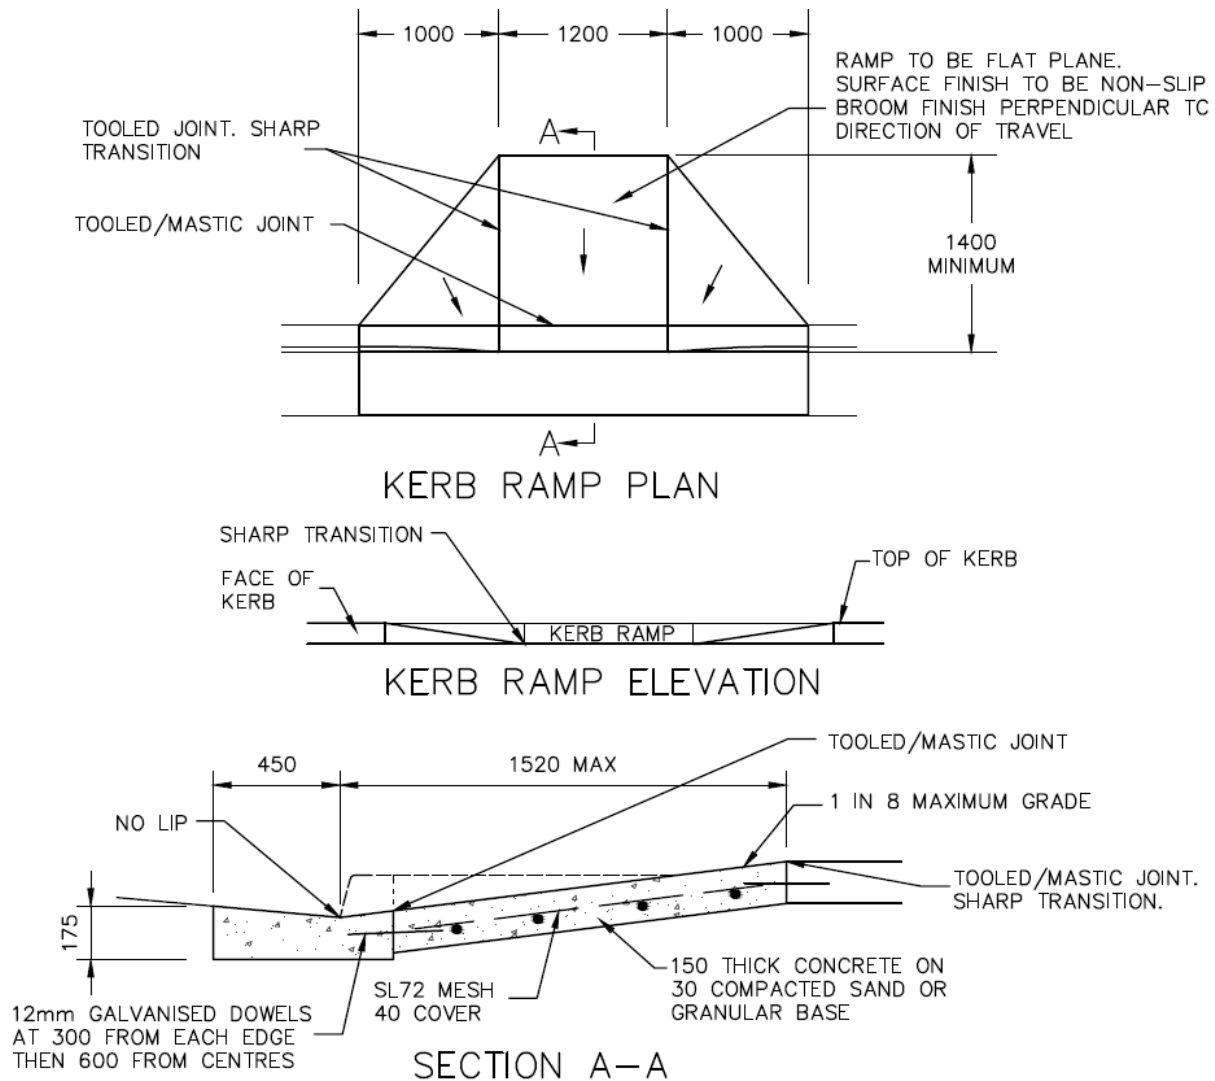 1000
1200
1000
RAMP TO BE FLAT PLANE.
SURFACE FINISH TO BE NON-SLIP
BROOM FINISH PERPENDICULAR TC
DIRECTION OF TRAVEL
TOOLED JOINT. SHARP
TRANSITION
A
TOOLED/MASTIC JOINT
1400
MINIMUM
A
KERB RAMP PLAN
SHARP TRANSITION
TOP OF KERB
FACE OF
KERB
KERB RAMP
KERB RAMP ELEVATION
TOOLED/MASTIC JOINT
450
1520 MAX
1 IN 8 MAXIMUM GRADE
NO LIP
TOOLED/MASTIC JOINT.
SHARP TRANSITION.
175
150 THICK CONCRETE ON
30 COMPACTED SAND OR
GRANULAR BASE
SL72 MESH
40 COVER
12mm GALVANISED DOWELS
AT 300 FROM EACH EDGE
THEN 600 FROM CENTRES
SECTION A-A